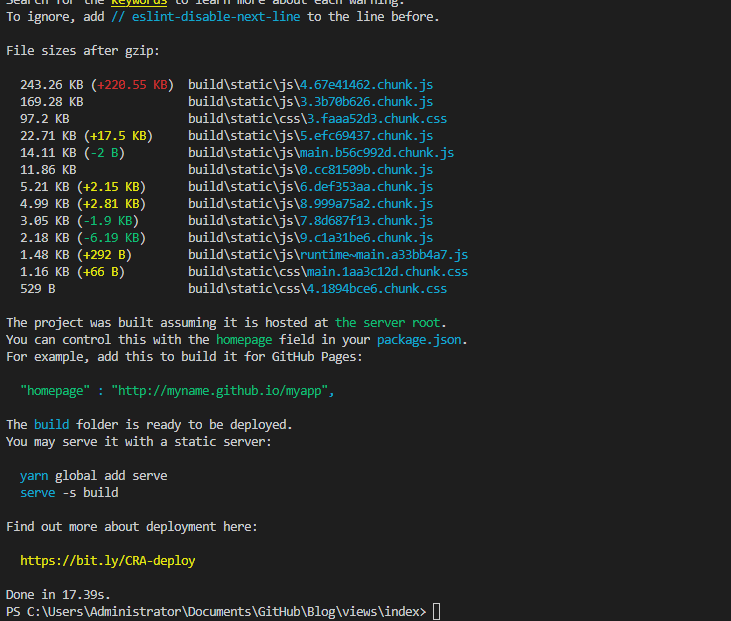 Search for the keywords to learn more about each warning.
To ignore, add // eslint-disable-next-line to the line before.
File sizes after gzip:
243.26 KB (+220.55 KB)  build\static\js\4.67e41462.chunk.js
169.28 KB  build\static\js\3.3b70b626.chunk.js
97.2 KB  build\static\css\3.faaa52d3.chunk.css
22.71 KB (+17.5 KB)  build\static\js\5.efc69437.chunk.js
14.11 KB (-2 B)  build\static\js\main.b56c992d.chunk.js
11.86 KB  build\static\js\0.cc81509b.chunk.js
5.21 KB (+2.15 KB)  build\static\js\6.def353aa.chunk.js
4.99 KB (+2.81 KB)  build\static\js\8.999a75a2.chunk.js
3.05 KB (-1.9 KB)  build\static\js\7.8d687f13.chunk.js
2.18 KB (-6.19 KB)  build\static\js\9.c1a31be6.chunk.js
1.48 KB (+292 B)  build\static\js\runtime~main.a33bb4a7.js
1.16 KB (+66 B)  build\static\css\main.1aa3c12d.chunk.css
529 B  build\static\css\4.1894bce6.chunk.css
The project was built assuming it is hosted at the server root.
You can control this with the homepage field in your package.json.
For example, add this to build it for GitHub Pages:
"homepage" : "http://myname.github.io/myapp",
The build folder is ready to be deployed.
You may serve it with a static server:
yarn global add serve
serve -s build
Find out more about deployment here:
https://bit.ly/CRA-deploy
Done in 17.39s.
PS C:\Users\Administrator\Documents\GitHub\Blog\views\index>